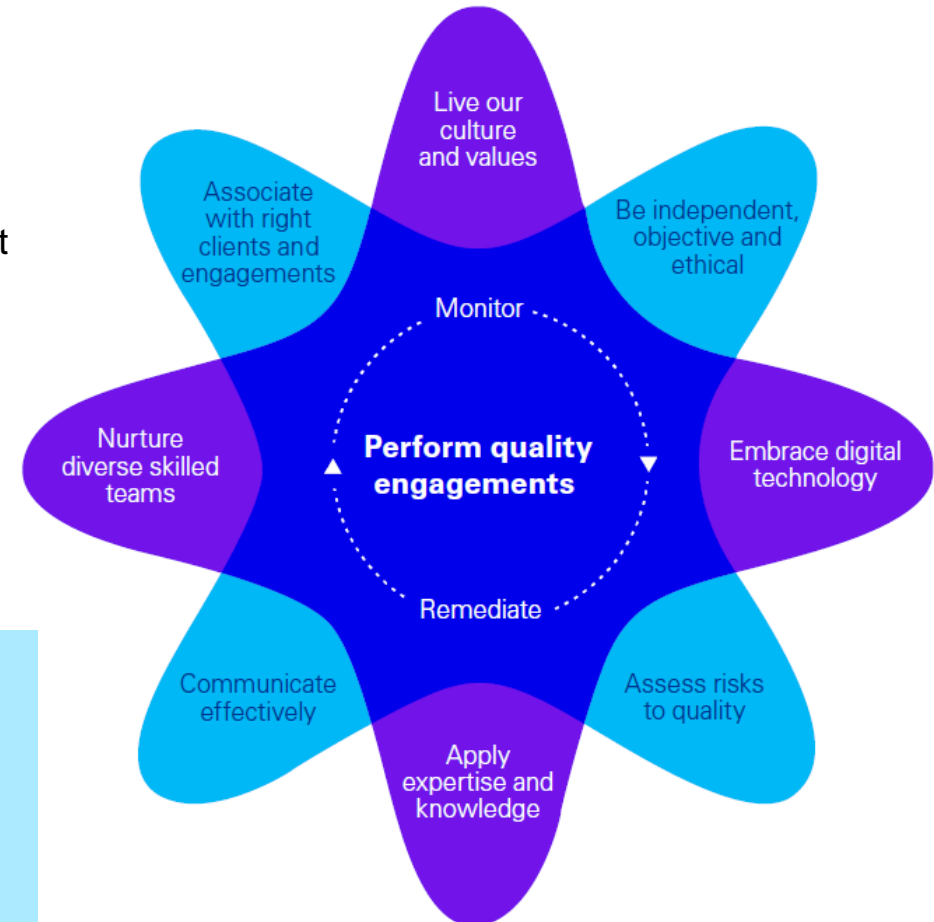 Live our
culture
and values
Associate
with right
clients and
engagements
Be independent,
objective and
ethical
t
Monitor
Nurture
diverse skilled
teams
Perform quality
engagements
Embrace digital
technology
Remediate
Communicate
effectively
Assess risks
to quality
Apply
expertise and
knowledge